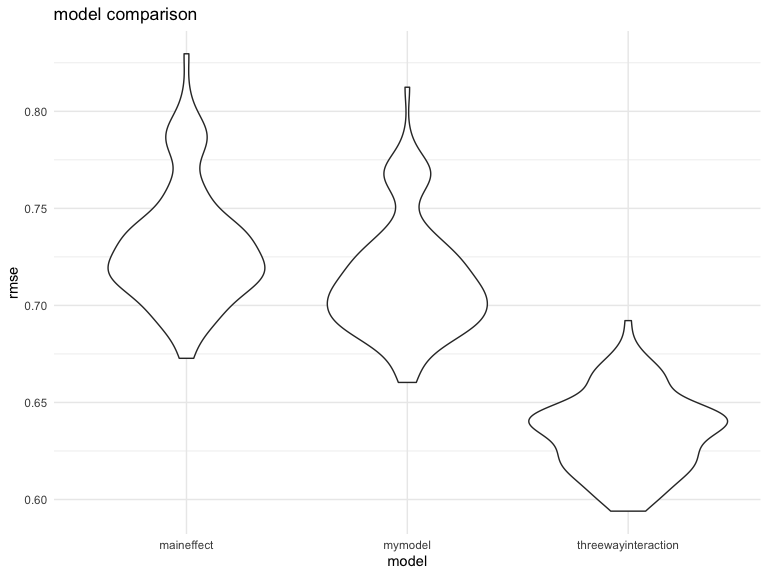 model comparison
0.80
0.75
0.70
0.65
0.60
rmse
maineffect mymodel threewayinteraction
model